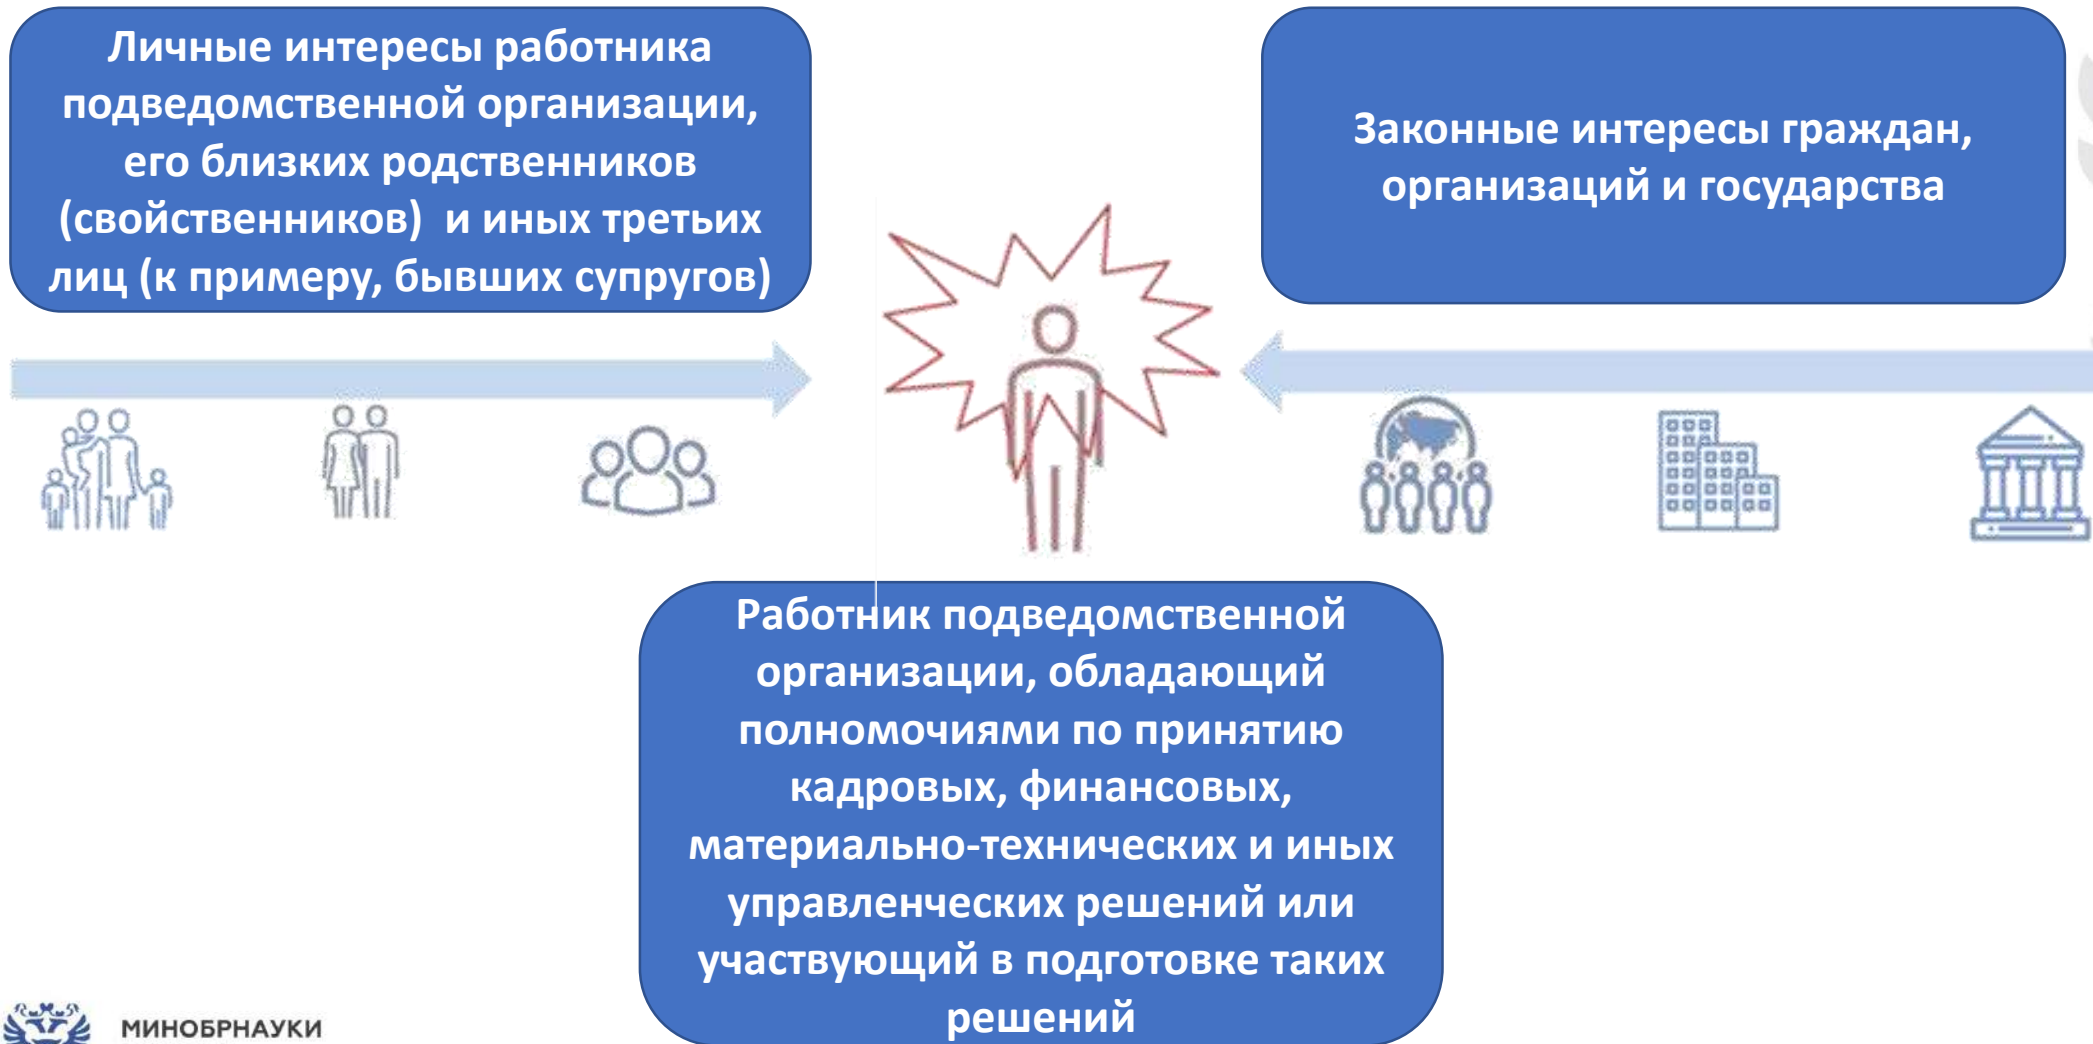 Личные интересы работника
подведомственной организации,
его близких родственников
(свойственников) и иных третьих
лиц (к примеру, бывших супругов)
Законные интересы граждан,
организаций и государства
Работник подведомственной
организации, обладающий
полномочиями по принятию
кадровых, финансовых,
материально-технических и иных
управленческих решений или
участвующий в подготовке таких
решений
МИНОБРНАУКИ